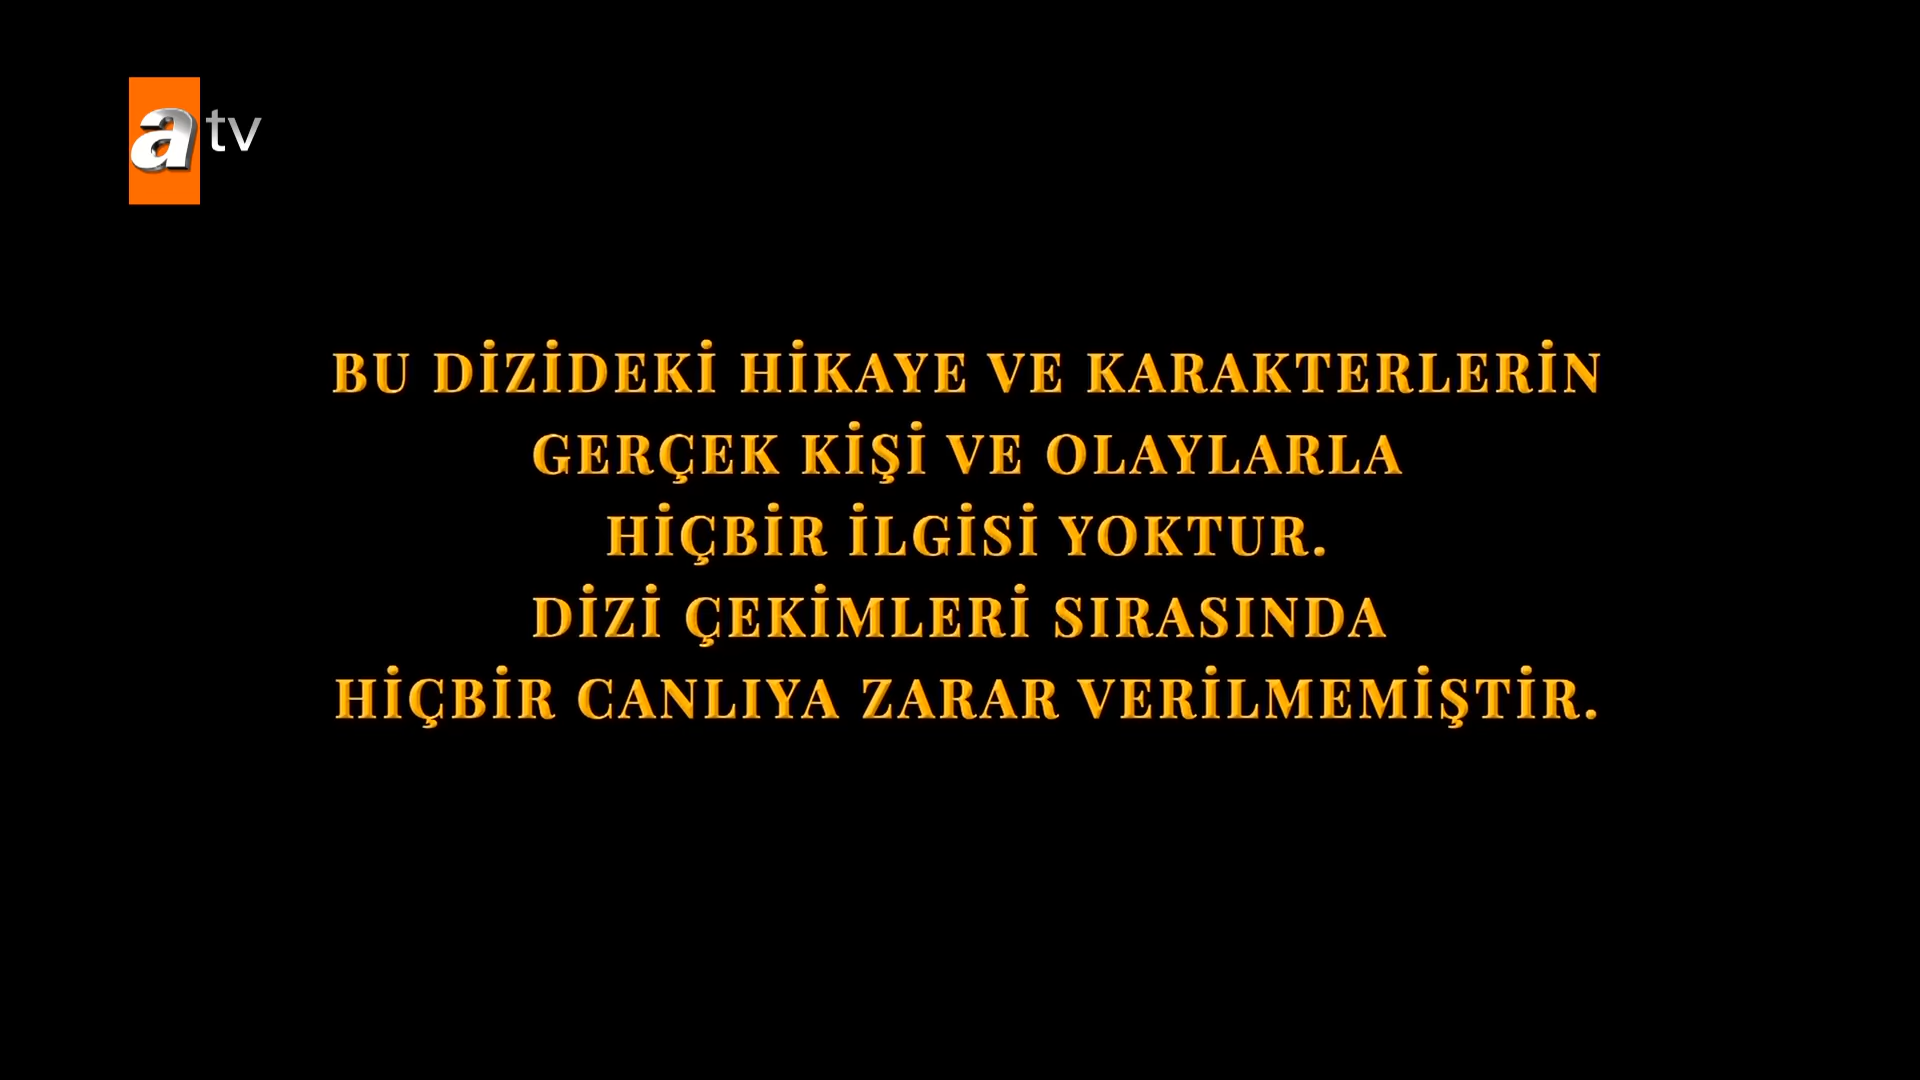 atv
BU DİZİDEKİ HİKAYE VE KARAKTERLERİN
GERÇEK KİŞİ VE OLAYLARLA
HİÇBİR İLGİSİ YOKTUR.
DİZİ ÇEKİMLERİ SIRASINDA
HİÇBİR CANLIYA ZARAR VERİLMEMİŞTİR.